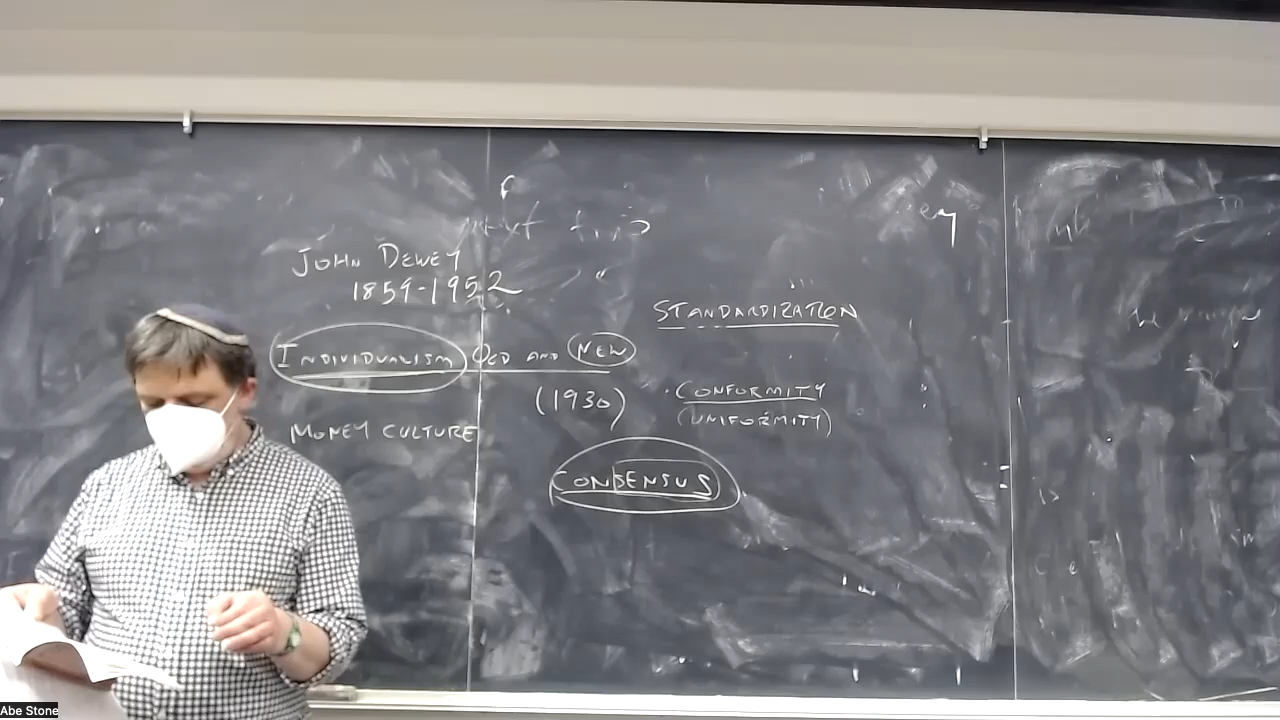 JOHN DEWEY
1859-1952
INDIVIDUALISM OLD AND NEW
(1930)
MONEY CULTURE
STANDARDIZATION
CONFORMITY
(UNIFORMITY)
CONSENSUS
Abe Stone